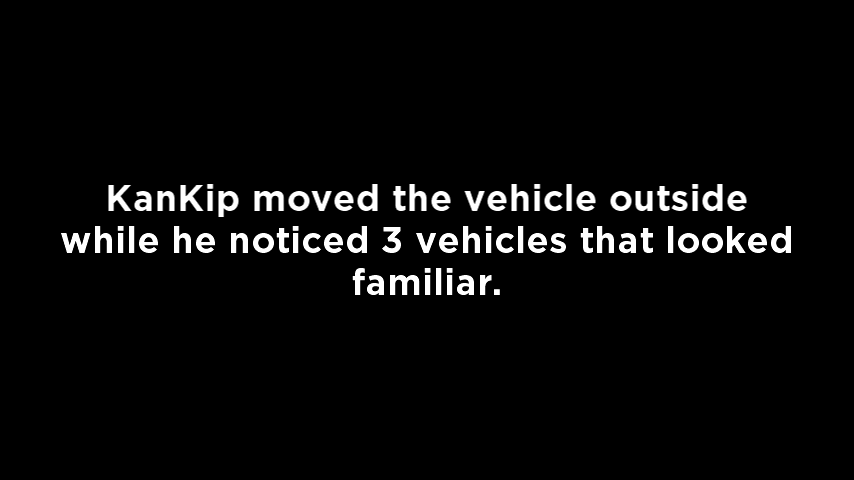 KanKip moved the vehicle outside
while he noticed 3 vehicles that looked
familiar.